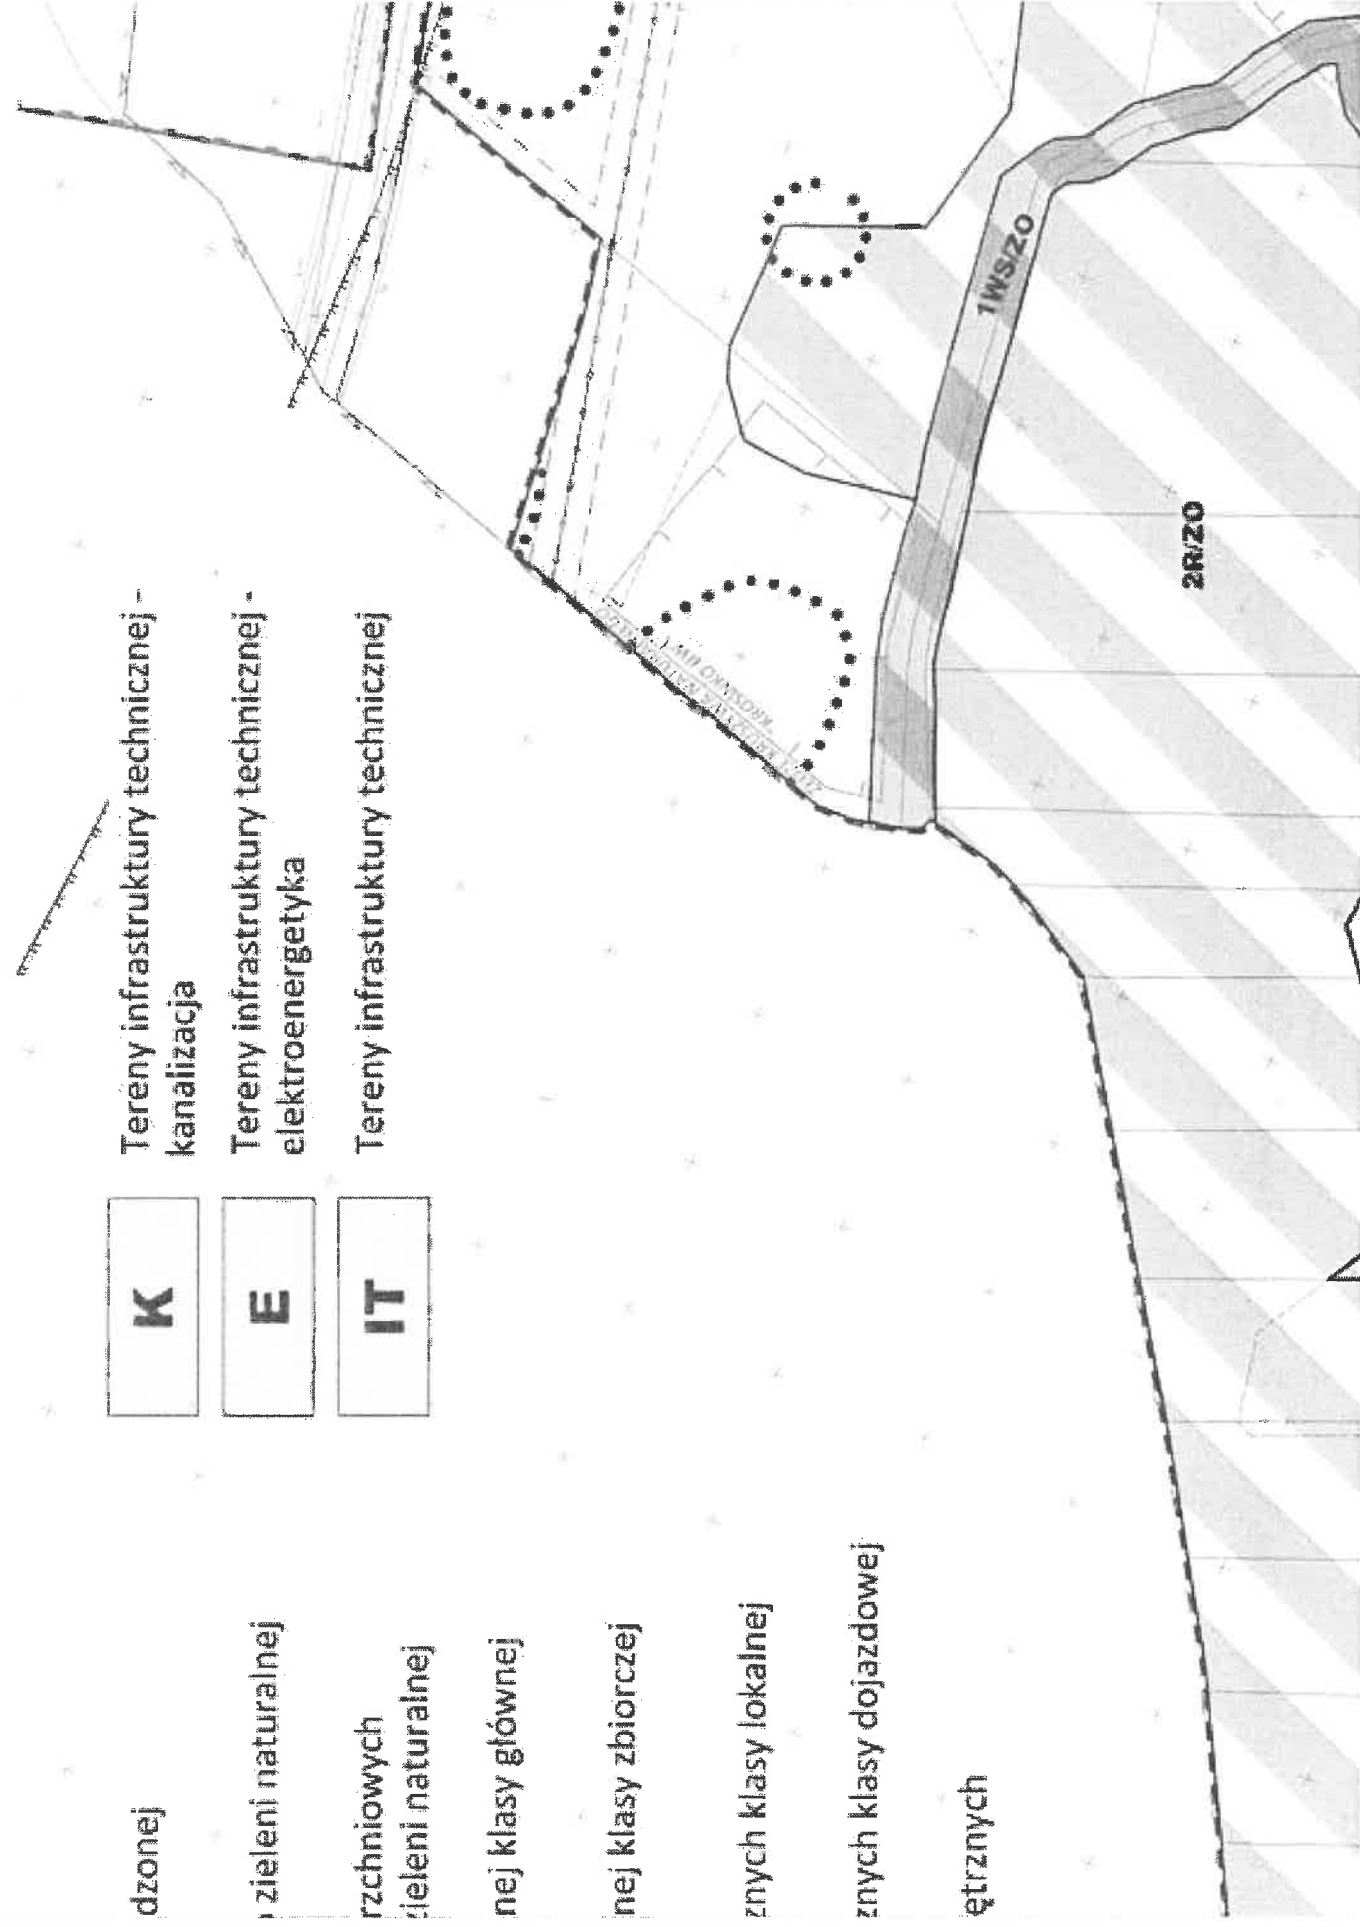 dzonej
zieleni naturalnej
rzchniowych
zieleni naturalnej
nej klasy głównej
nej klasy zbiorczej
znych klasy lokalnej
znych klasy dojazdowej
ętrznych
K
Tereny infrastruktury technicznej -
kanalizacja
E
Tereny infrastruktury technicznej -
elektroenergetyka
IT
Tereny infrastruktury technicznej
1WS/ZO
2R/ZO